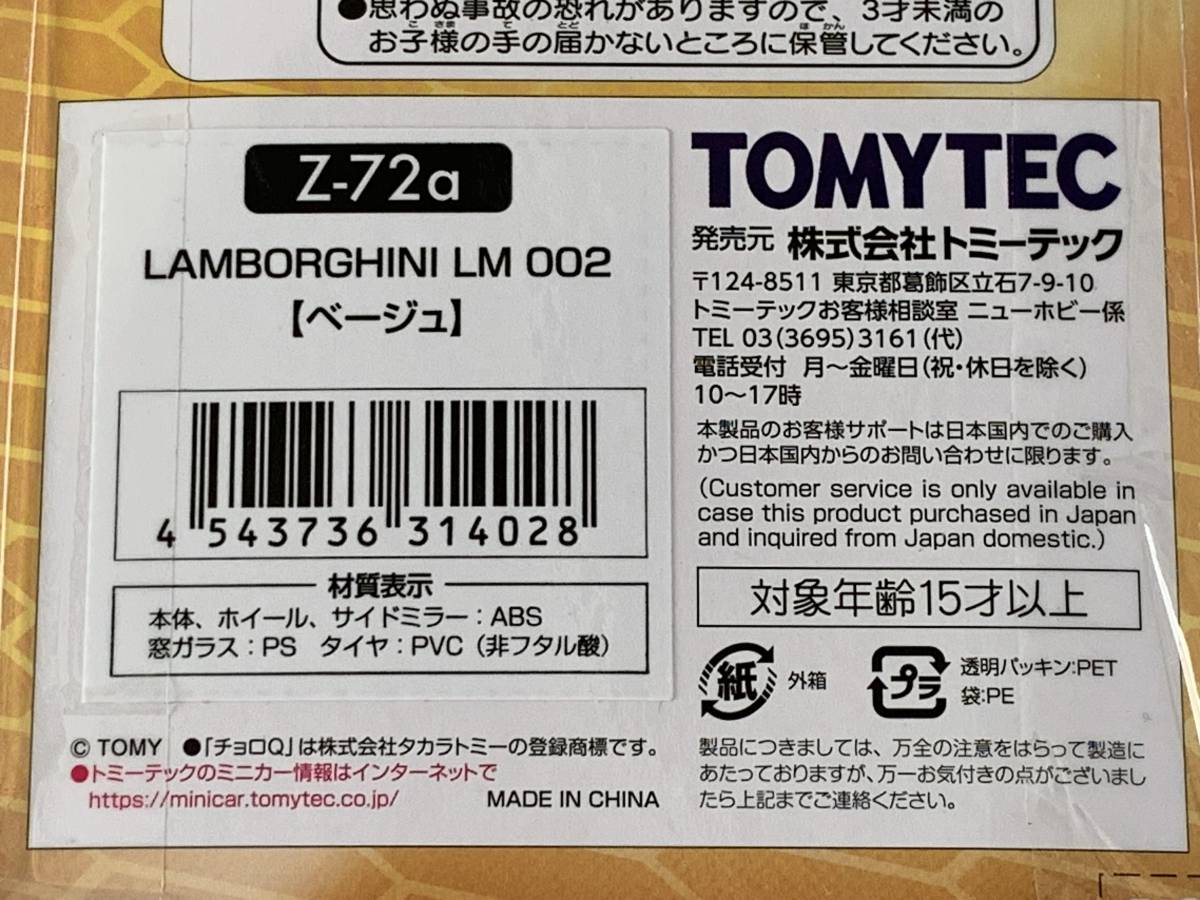 ●思わぬ事故の恐れがありますので、3才未満の
お子様の手の届かないところに保管してください。
Z-72a
LAMBORGHINI LM 002
【ベージュ】
4 543736 314028
材質表示
本体、ホイール、サイドミラー：ABS
窓ガラス：PS タイヤ：PVC（非フタル酸）
TOMYTEC
発売元 株式会社トミーテック
〒124-8511 東京都葛飾区立石7-9-10
トミーテックお客様相談室 ニューホビー係
TEL 03(3695)3161(代)
電話受付 月〜金曜日(祝・休日を除く)
10〜17時
本製品のお客様サポートは日本国内でのご購入
かつ日本国内からのお問い合わせに限ります。
(Customer service is only available in
case this product purchased in Japan
and inquired from Japan domestic.)
対象年齢15才以上
紙 外箱
プラ 透明パッキン:PET
袋:PE
© TOMY ●「チョロQ」は株式会社タカラトミーの登録商標です。
●トミーテックのミニカー情報はインターネットで
https://minicar.tomytec.co.jp/ MADE IN CHINA
製品につきましては、万全の注意をはらって製造に
あたっておりますが、万一お気付きの点がございまし
たら上記までご連絡ください。